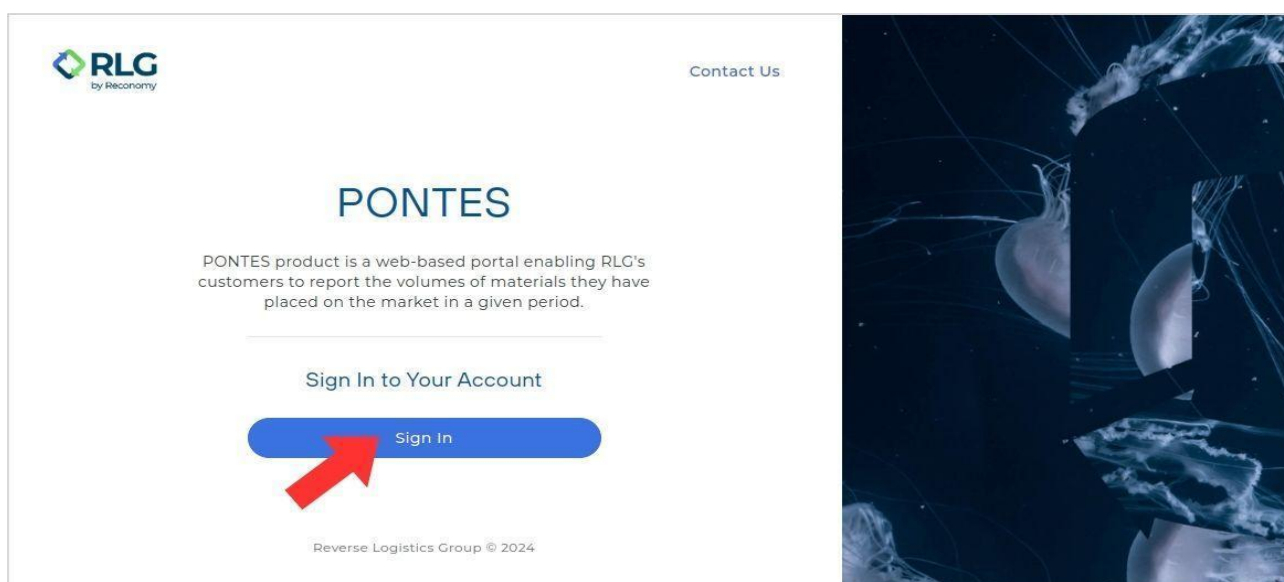 RLG
by Reconomy
Contact Us
PONTES
PONTES product is a web-based portal enabling RLG's
customers to report the volumes of materials they have
placed on the market in a given period.
Sign In to Your Account
Sign In
Reverse Logistics Group © 2024